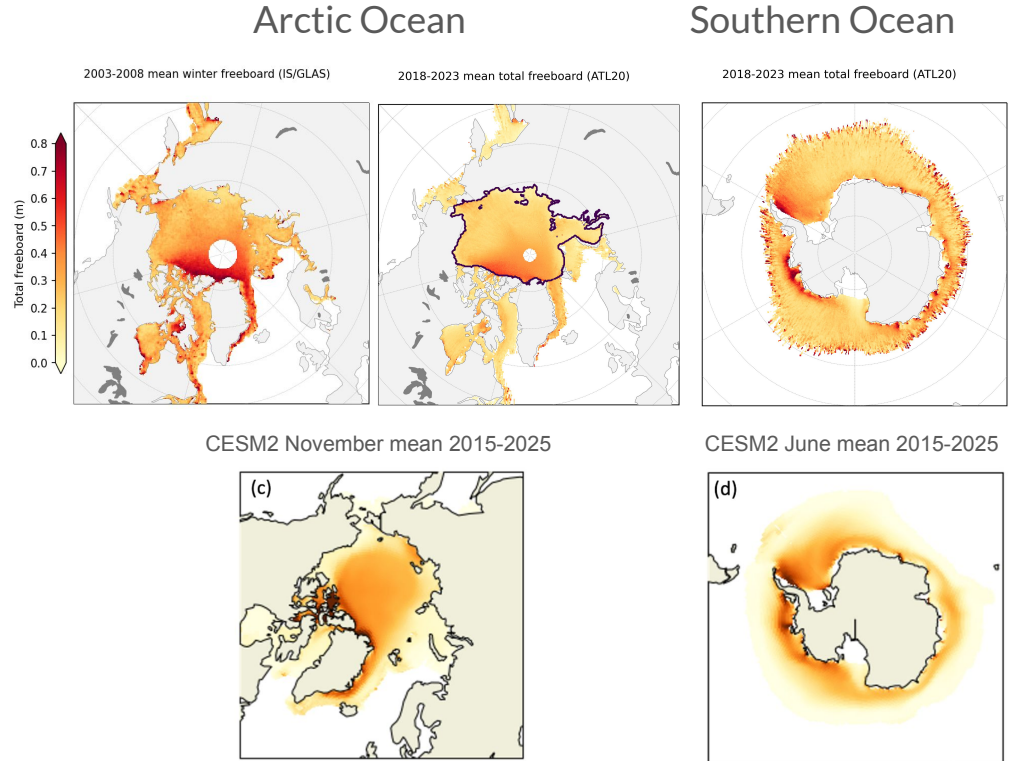 Arctic Ocean
Southern Ocean
2003-2008 mean winter freeboard (IS/GLAS)
2018-2023 mean total freeboard (ATL20)
2018-2023 mean total freeboard (ATL20)
Total freeboard (m)
0.8
0.7
0.6
0.5
0.4
0.3
0.2
0.1
0.0
CESM2 November mean 2015-2025
CESM2 June mean 2015-2025
(c)
(d)